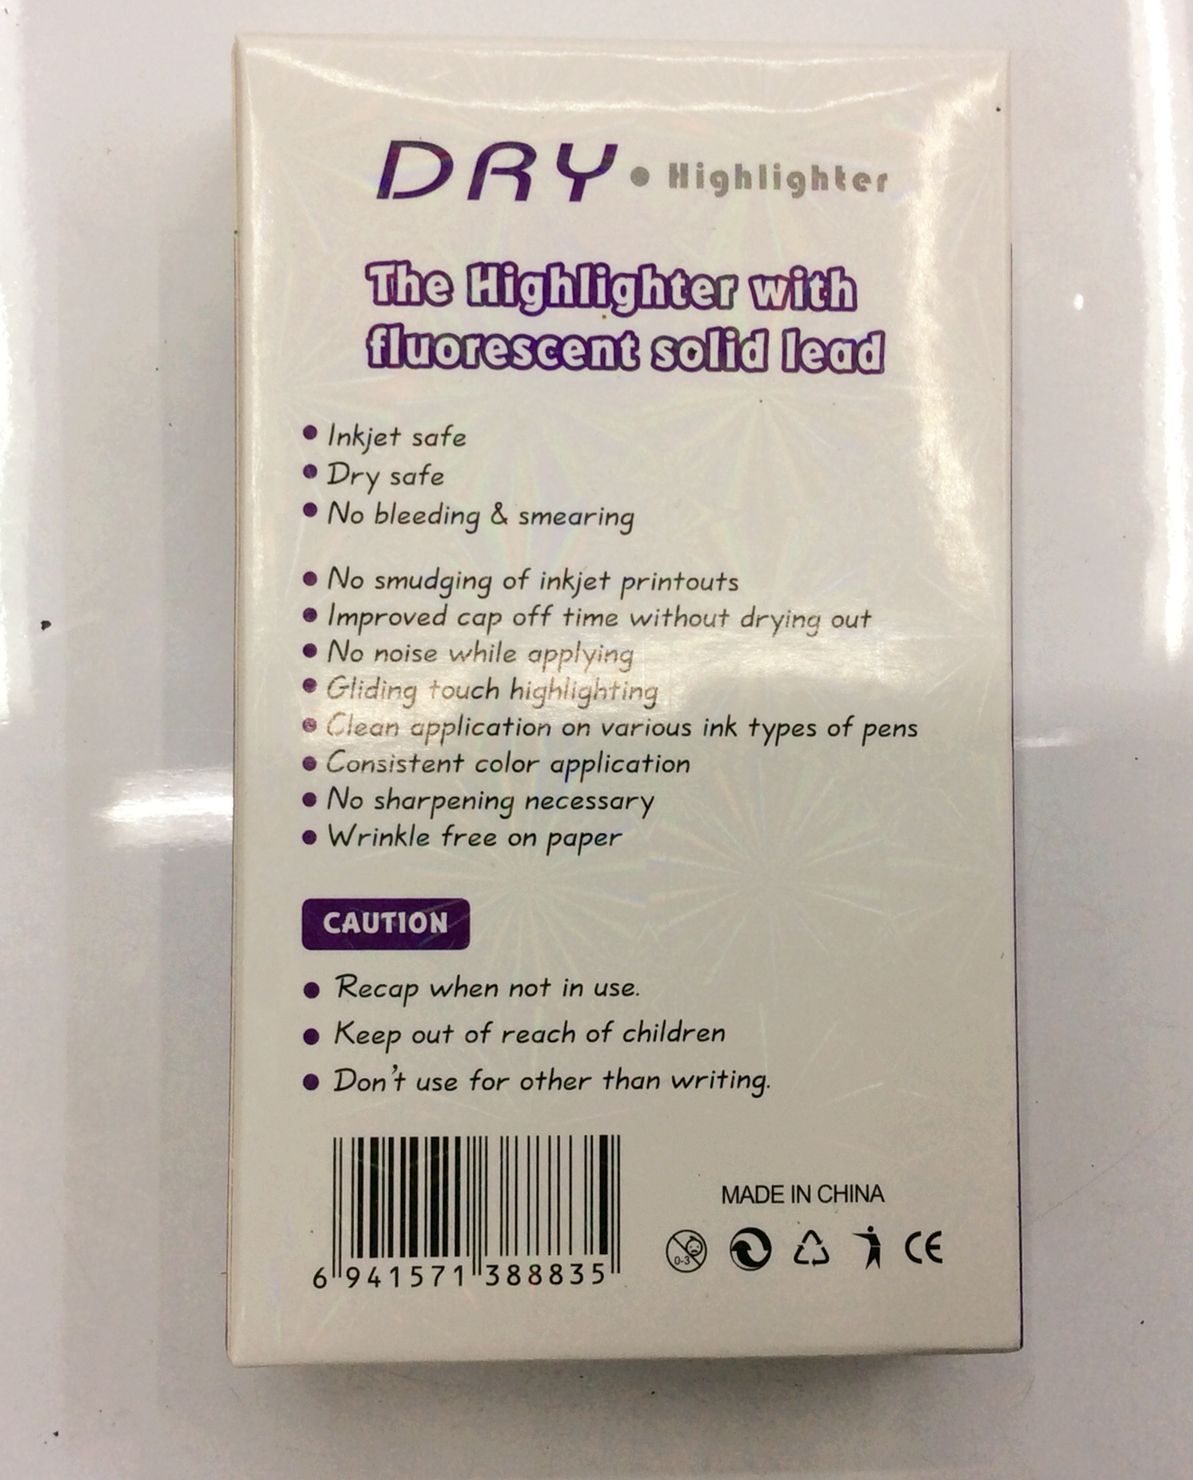 DRY • Highlighter
The Highlighter with
fluorescent solid lead
• Inkjet safe
• Dry safe
• No bleeding & smearing
• No smudging of inkjet printouts
• Improved cap off time without drying out
• No noise while applying
• Gliding touch highlighting
• Clean application on various ink types of pens
• Consistent color application
• No sharpening necessary
• Wrinkle free on paper
CAUTION
• Recap when not in use.
• Keep out of reach of children
• Don't use for other than writing.
MADE IN CHINA
0-3 CE
6 941571 388835